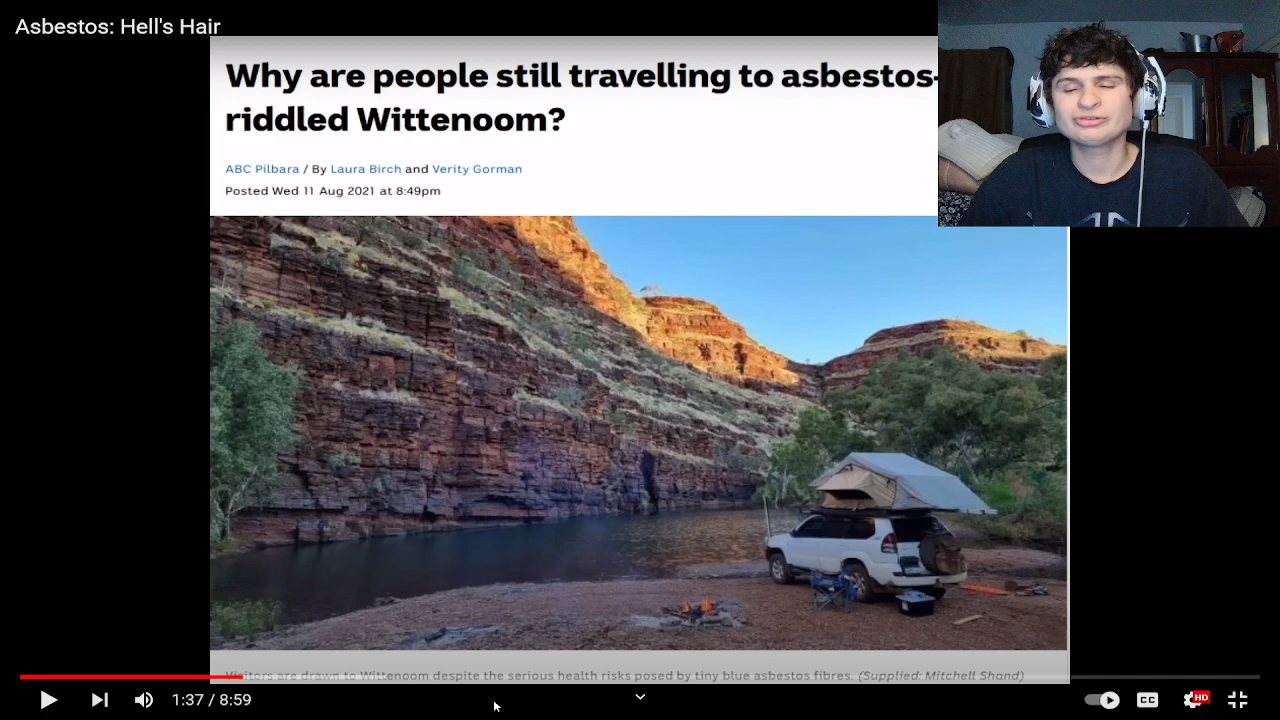 Asbestos: Hell's Hair
Why are people still travelling to asbestos-
riddled Wittenoom?
ABC Pilbara / By Laura Birch and Verity Gorman
Posted Wed 11 Aug 2021 at 8:49pm
Visitors are drawn to Wittenoom despite the serious health risks posed by tiny blue asbestos fibres. (Supplied: Mitchell Shand)
1:37 / 8:59
CC
HD